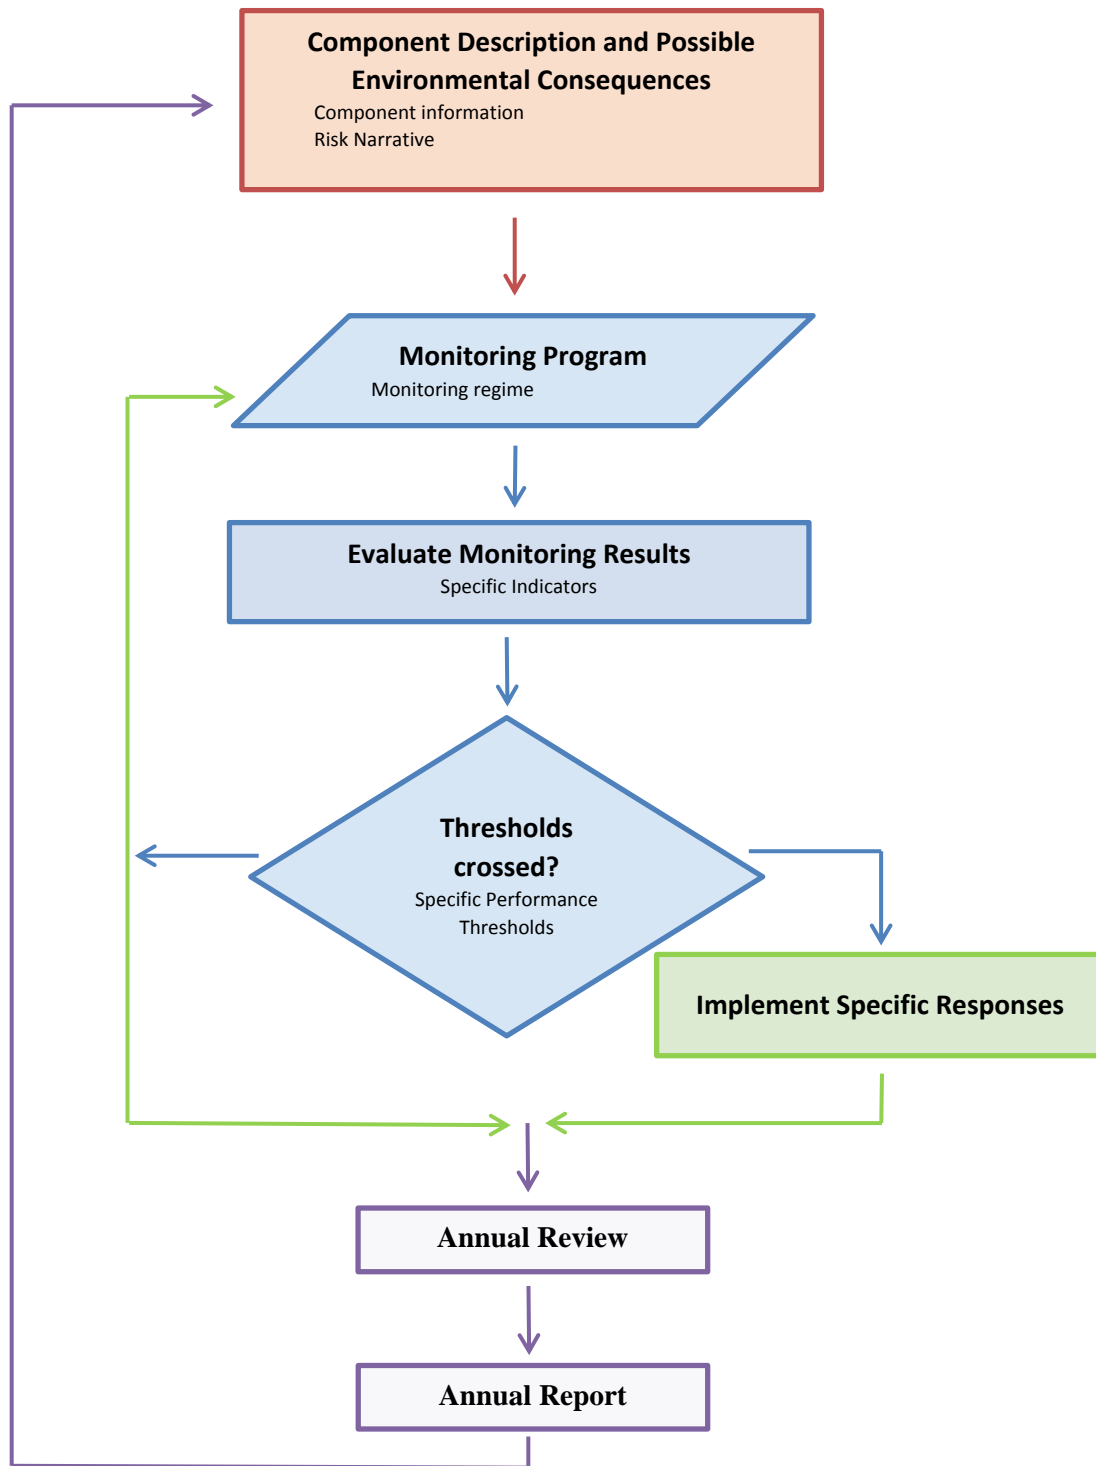 Component Description and Possible
Environmental Consequences
Component information
Risk Narrative
Monitoring Program
Monitoring regime
Evaluate Monitoring Results
Specific Indicators
Thresholds
crossed?
Specific Performance
Thresholds
Implement Specific Responses
Annual Review
Annual Report